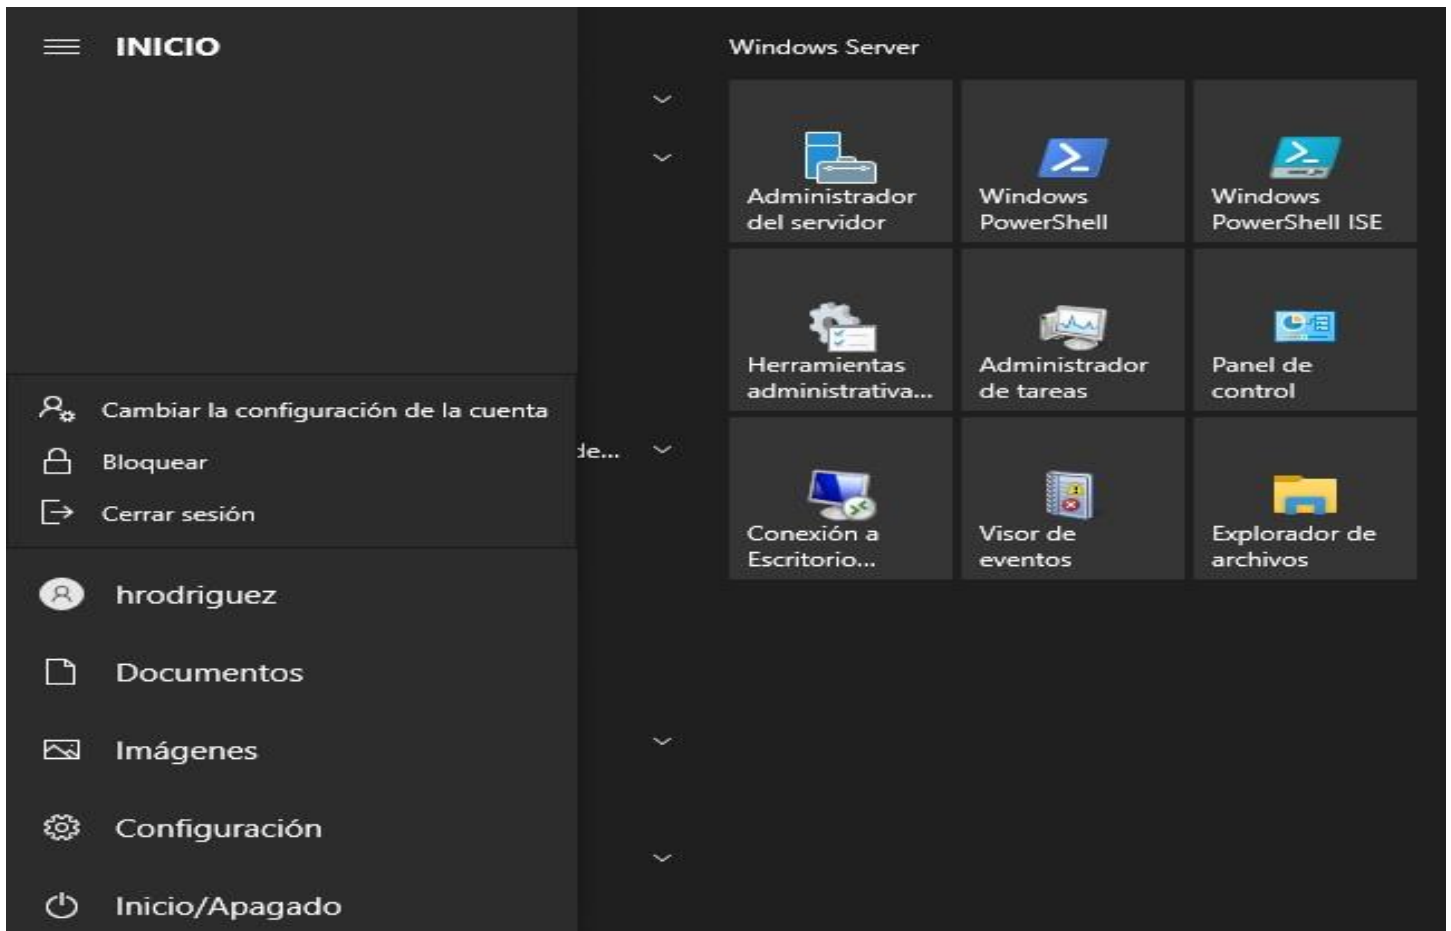 INICIO
Cambiar la configuración de la cuenta
Bloquear
Cerrar sesión
hrodriguez
Documentos
Imágenes
Configuración
Inicio/Apagado
de...
Windows Server
Administrador
del servidor
Windows
PowerShell
Windows
PowerShell ISE
Herramientas
administrativa...
Administrador
de tareas
Panel de
control
Conexión a
Escritorio...
Visor de
eventos
Explorador de
archivos